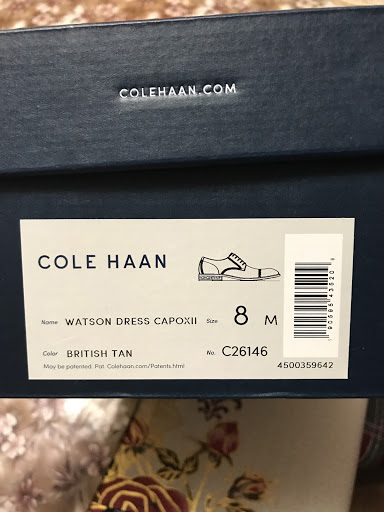 COLEHAAN.COM
COLE HAAN
Name WATSON DRESS CAPOXII Size 8 M
Color BRITISH TAN No. C26146
May be patented. Pat. Colehaan.com/Patents.html
4500359642